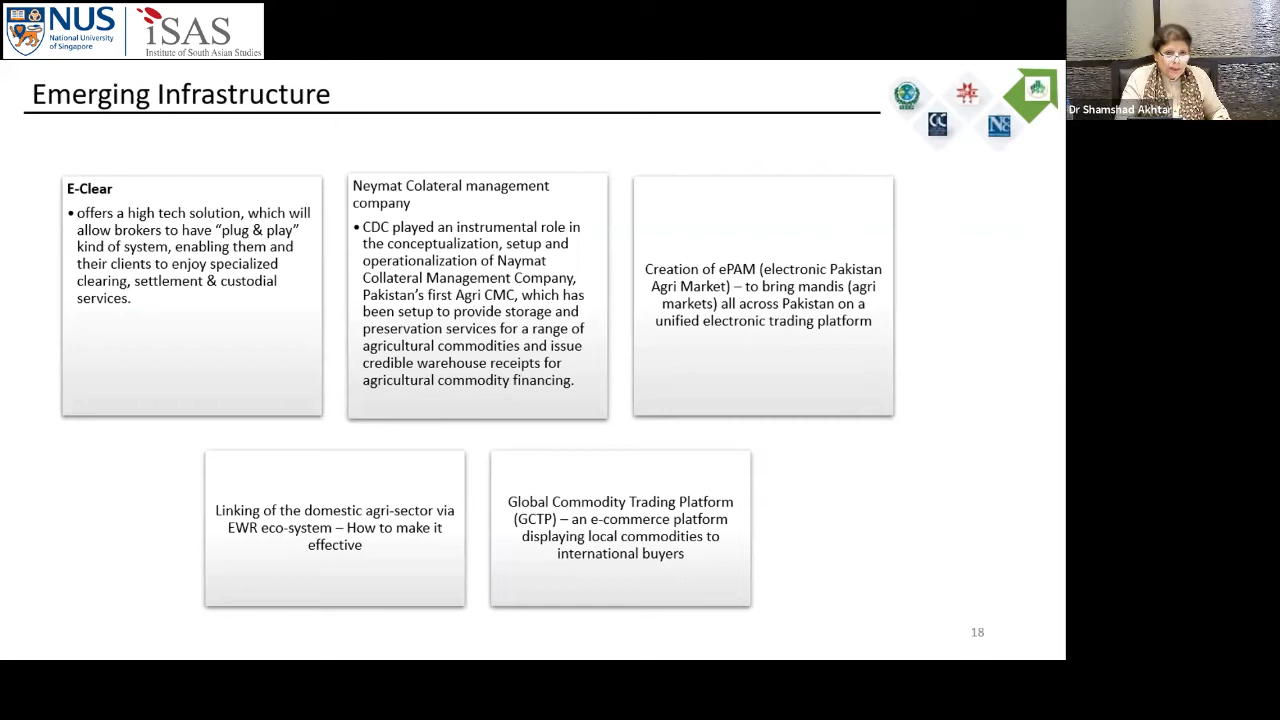 NUS
National University
of Singapore
iSAS
Institute of South Asian Studies
Dr Shamshad Akhtar
Emerging Infrastructure
E-Clear
• offers a high tech solution, which will
allow brokers to have “plug & play”
kind of system, enabling them and
their clients to enjoy specialized
clearing, settlement & custodial
services.
Neymat Colateral management
company
• CDC played an instrumental role in
the conceptualization, setup and
operationalization of Naymat
Collateral Management Company,
Pakistan’s first Agri CMC, which has
been setup to provide storage and
preservation services for a range of
agricultural commodities and issue
credible warehouse receipts for
agricultural commodity financing.
Creation of ePAM (electronic Pakistan
Agri Market) – to bring mandis (agri
markets) all across Pakistan on a
unified electronic trading platform
Linking of the domestic agri-sector via
EWR eco-system – How to make it
effective
Global Commodity Trading Platform
(GCTP) – an e-commerce platform
displaying local commodities to
international buyers
18